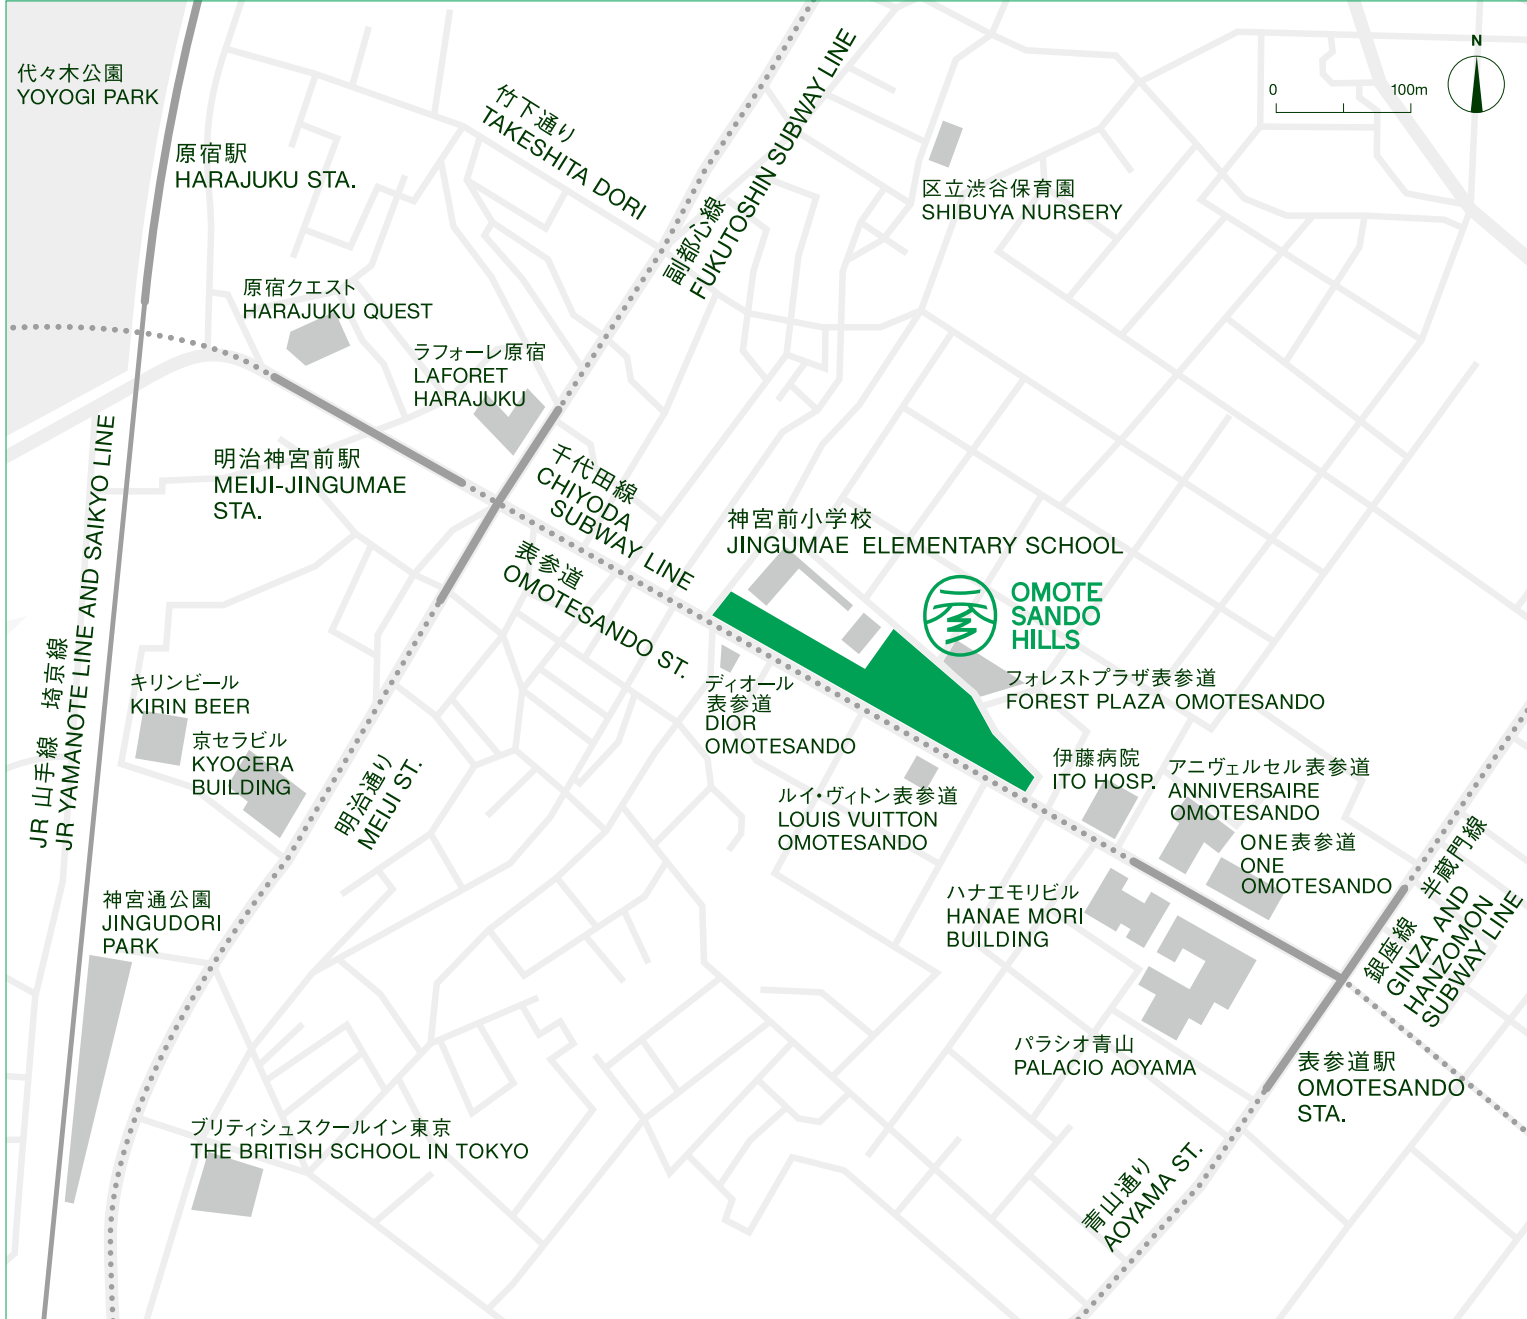 代々木公園
YOYOGI PARK
原宿駅
HARAJUKU STA.
竹下通り
TAKESHITA DORI
副都心線
FUKUTOSHIN SUBWAY LINE
区立渋谷保育園
SHIBUYA NURSERY
0
100m
N
原宿クエスト
HARAJUKU QUEST
ラフォーレ原宿
LAFORET
HARAJUKU
明治神宮前駅
MEIJI-JINGUMAE
STA.
千代田線
CHIYODA
SUBWAY LINE
表参道
OMOTESANDO ST.
神宮前小学校
JINGUMAE ELEMENTARY SCHOOL
OMOTE
SANDO
HILLS
フォレストプラザ表参道
FOREST PLAZA OMOTESANDO
ディオール
表参道
DIOR
OMOTESANDO
JR 山手線 埼京線
JR YAMANOTE LINE AND SAIKYO LINE
キリンビール
KIRIN BEER
京セラビル
KYOCERA
BUILDING
明治通り
MEIJI ST.
ルイ・ヴィトン表参道
LOUIS VUITTON
OMOTESANDO
伊藤病院
ITO HOSP.
アニヴェルセル表参道
ANNIVERSAIRE
OMOTESANDO
ONE表参道
ONE
OMOTESANDO
ハナエモリビル
HANAE MORI
BUILDING
銀座線 半蔵門線
GINZA AND
HANZOMON
SUBWAY LINE
神宮通公園
JINGUDORI
PARK
パラシオ青山
PALACIO AOYAMA
表参道駅
OMOTESANDO
STA.
ブリティシュスクールイン東京
THE BRITISH SCHOOL IN TOKYO
青山通り
AOYAMA ST.